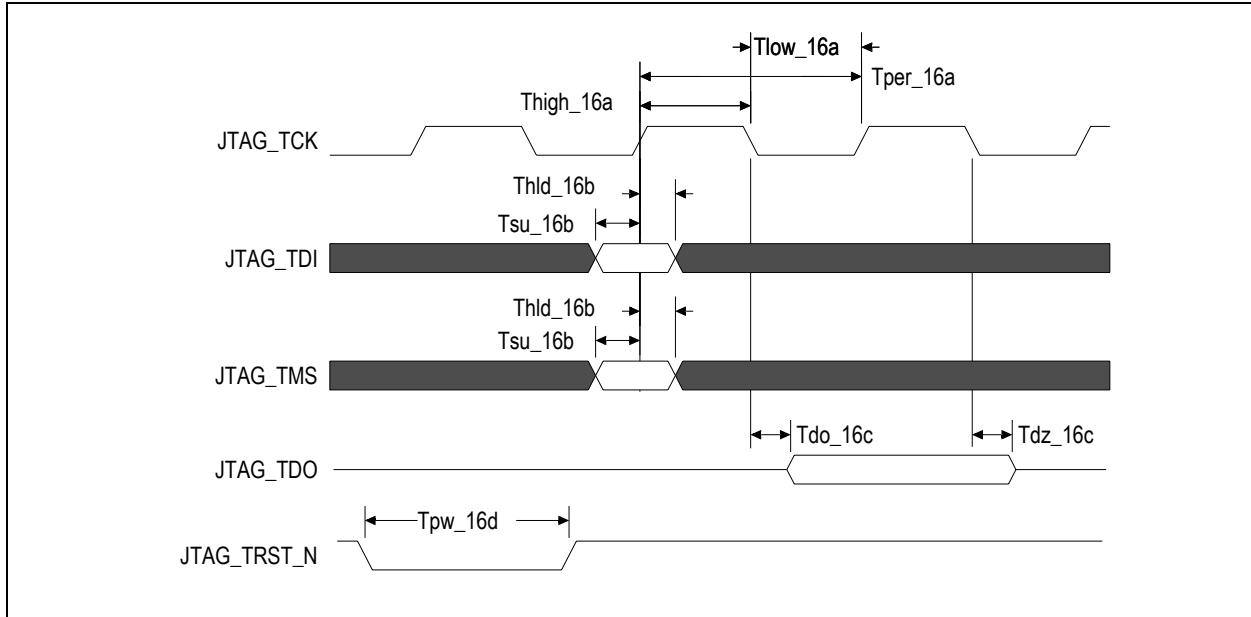 Tlow_16a
Tper_16a
Thigh_16a
JTAG_TCK
Thld_16b
Tsu_16b
JTAG_TDI
Thld_16b
Tsu_16b
JTAG_TMS
Tdo_16c
Tdz_16c
JTAG_TDO
Tpw_16d
JTAG_TRST_N